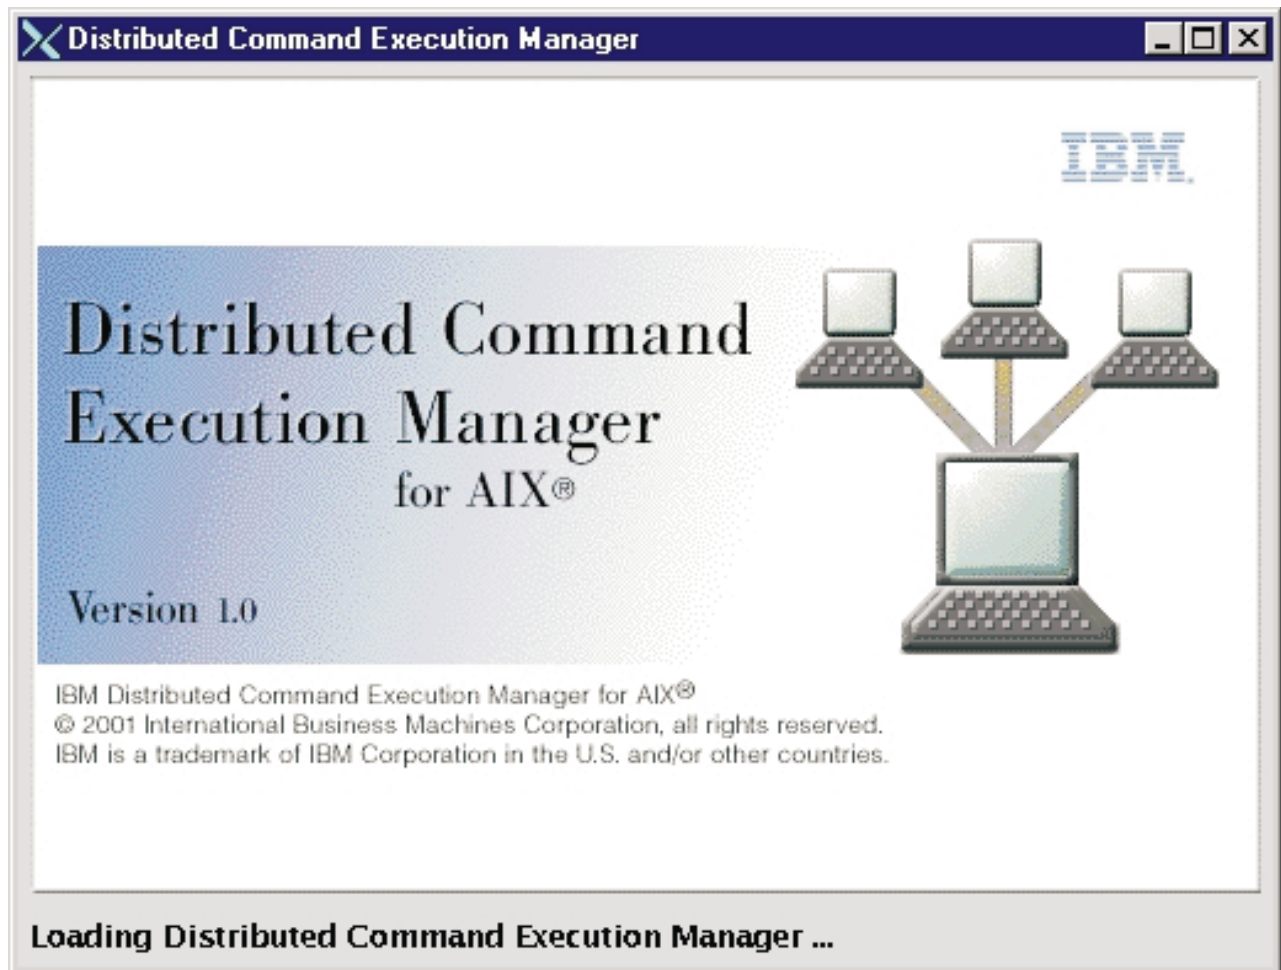 Distributed Command Execution Manager
IBM.
Distributed Command
Execution Manager
for AIX®
Version 1.0
IBM Distributed Command Execution Manager for AIX®
© 2001 International Business Machines Corporation, all rights reserved.
IBM is a trademark of IBM Corporation in the U.S. and/or other countries.
Loading Distributed Command Execution Manager ...